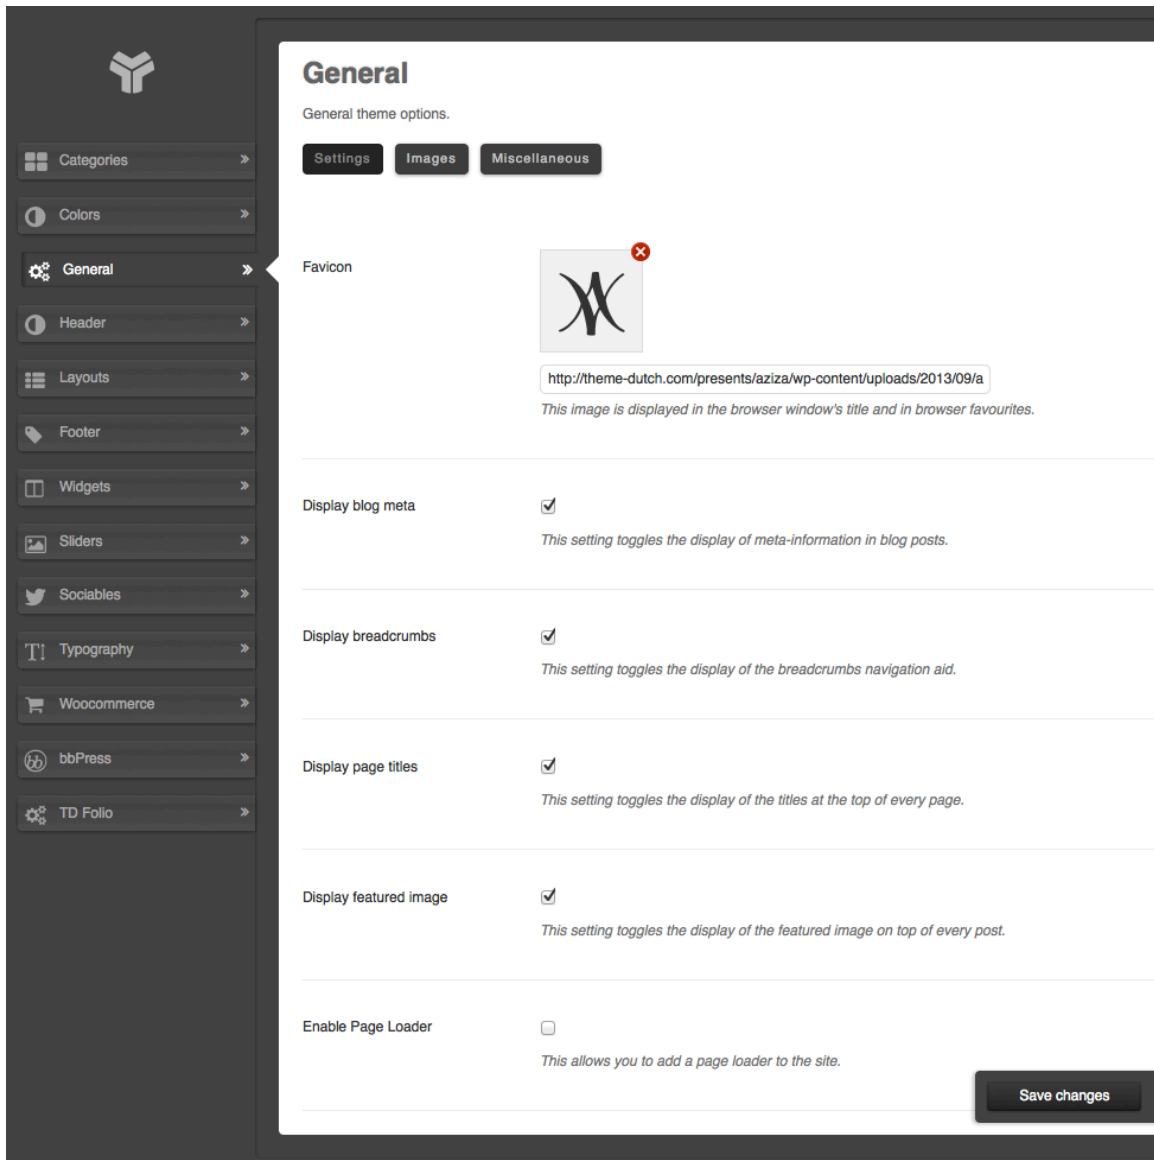 General
General theme options.
Settings
Images
Miscellaneous
Categories
Colors
General
Header
Layouts
Footer
Widgets
Sliders
Sociables
Typography
Woocommerce
bbPress
TD Folio
Favicon
http://theme-dutch.com/presents/aziza/wp-content/uploads/2013/09/a
This image is displayed in the browser window's title and in browser favourites.
Display blog meta
This setting toggles the display of meta-information in blog posts.
Display breadcrumbs
This setting toggles the display of the breadcrumbs navigation aid.
Display page titles
This setting toggles the display of the titles at the top of every page.
Display featured image
This setting toggles the display of the featured image on top of every post.
Enable Page Loader
This allows you to add a page loader to the site.
Save changes